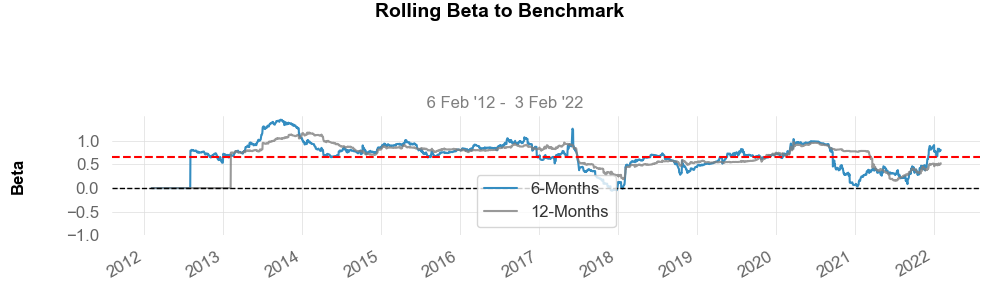 Rolling Beta to Benchmark
6 Feb '12 - 3 Feb '22
Beta
1.0
0.5
0.0
−0.5
−1.0
6-Months
12-Months
2012 2013 2014 2015 2016 2017 2018 2019 2020 2021 2022